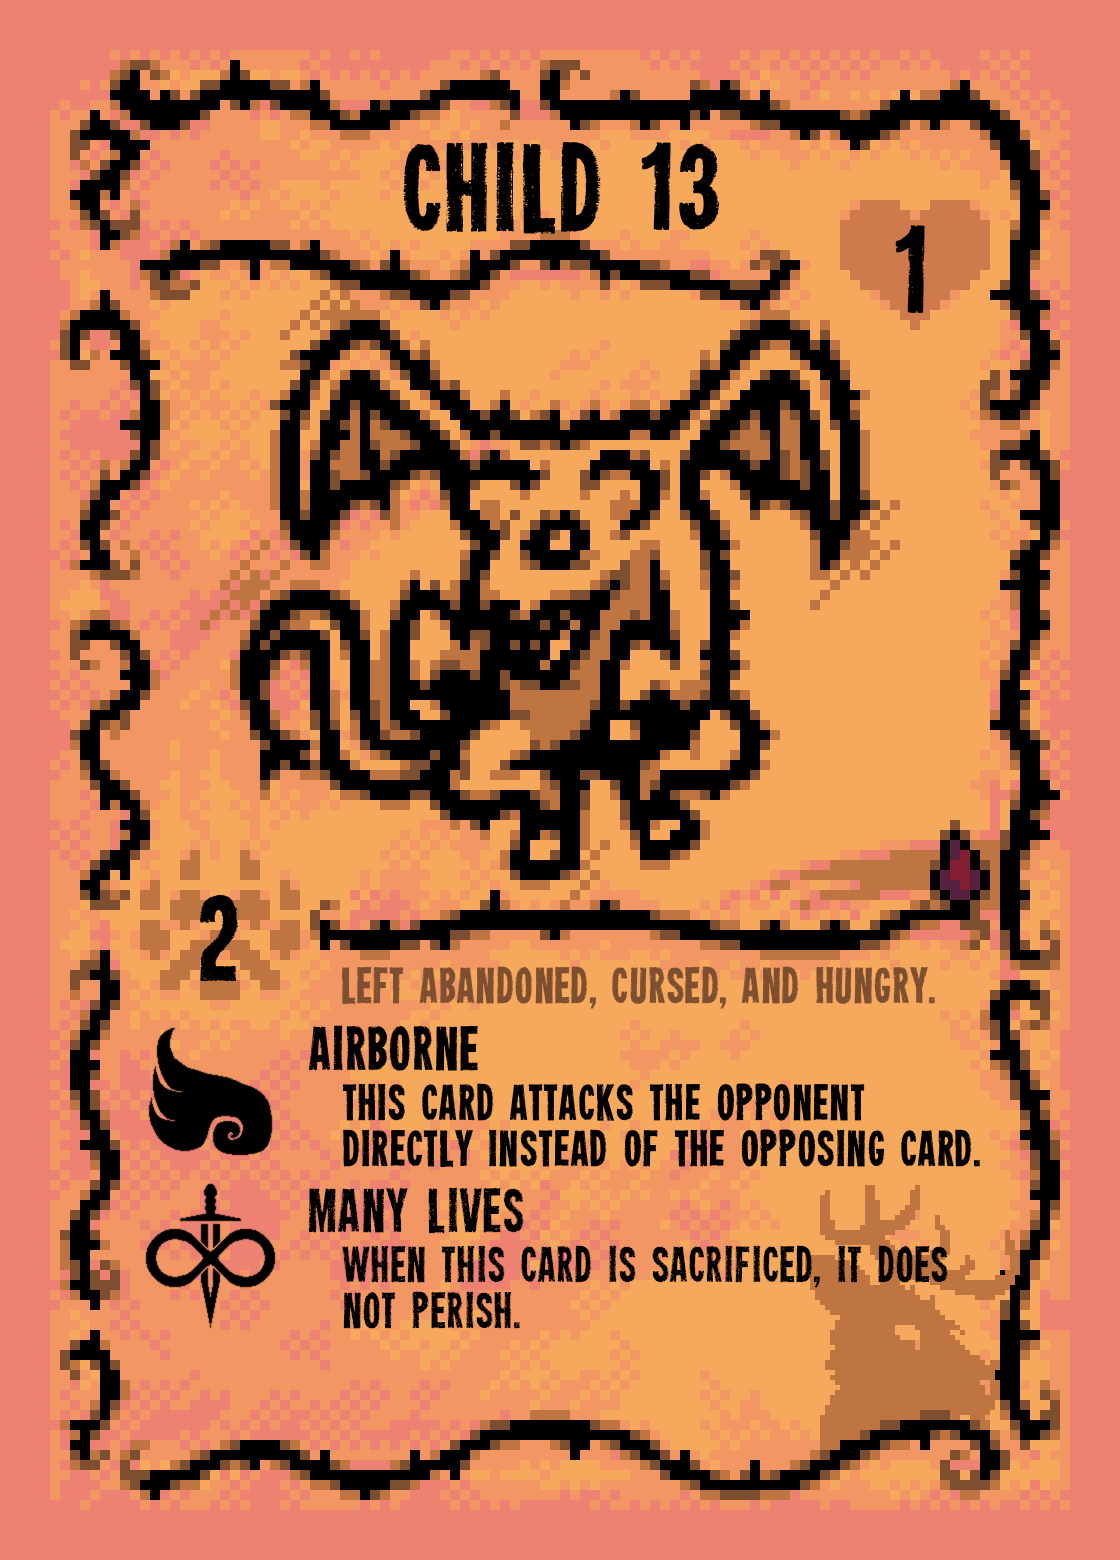 CHILD 13
1
2
LEFT ABANDONED, CURSED, AND HUNGRY.
AIRBORNE
THIS CARD ATTACKS THE OPPONENT
DIRECTLY INSTEAD OF THE OPPOSING CARD.
MANY LIVES
WHEN THIS CARD IS SACRIFICED, IT DOES
NOT PERISH.